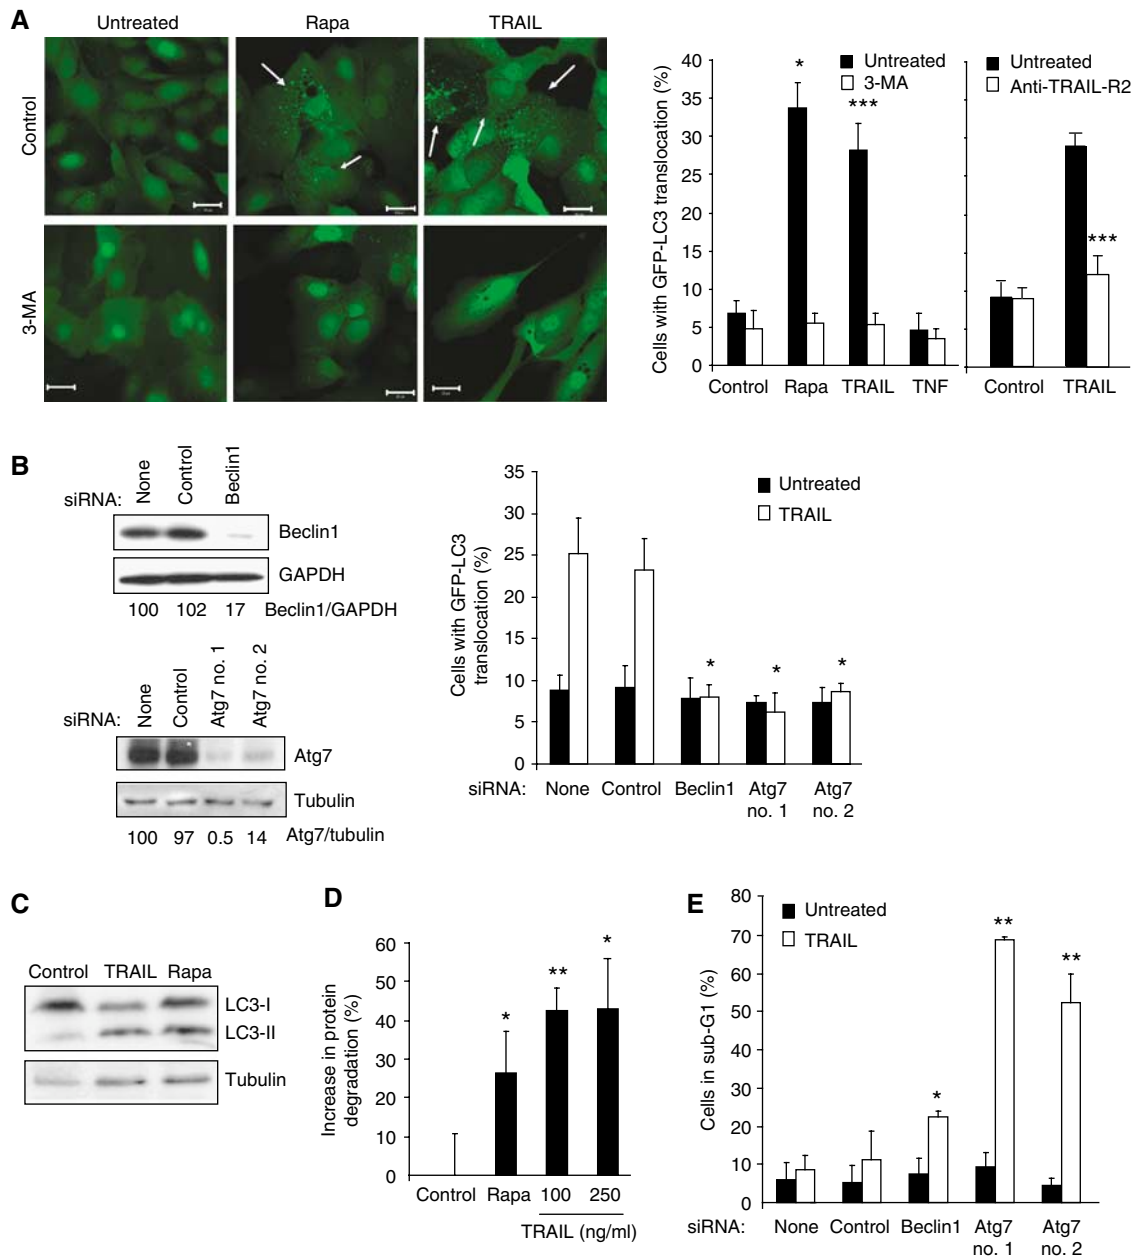 A
Untreated
Rapa
TRAIL
Control
3-MA
Cells with GFP-LC3 translocation (%)
40
35
30
25
20
15
10
5
0
Untreated
3-MA
*
***
Control
Rapa
TRAIL
TNF
Untreated
Anti-TRAIL-R2
***
Control
TRAIL
B
siRNA:
None
Control
Beclin1
Beclin1
GAPDH
100 102 17 Beclin1/GAPDH
siRNA:
None
Control
Atg7 no. 1
Atg7 no. 2
Atg7
Tubulin
100 97 0.5 14 Atg7/tubulin
Cells with GFP-LC3
translocation (%)
35
30
25
20
15
10
5
0
Untreated
TRAIL
* * *
siRNA: None Control Beclin1 Atg7 no. 1 Atg7 no. 2
C
Control TRAIL Rapa
LC3-I
LC3-II
Tubulin
D
Increase in protein
degradation (%)
60
50
40
30
20
10
0
*
**
*
Control Rapa 100 250
TRAIL (ng/ml)
E
Cells in sub-G1 (%)
80
70
60
50
40
30
20
10
0
Untreated
TRAIL
*
**
**
siRNA: None Control Beclin1 Atg7 no. 1 Atg7 no. 2